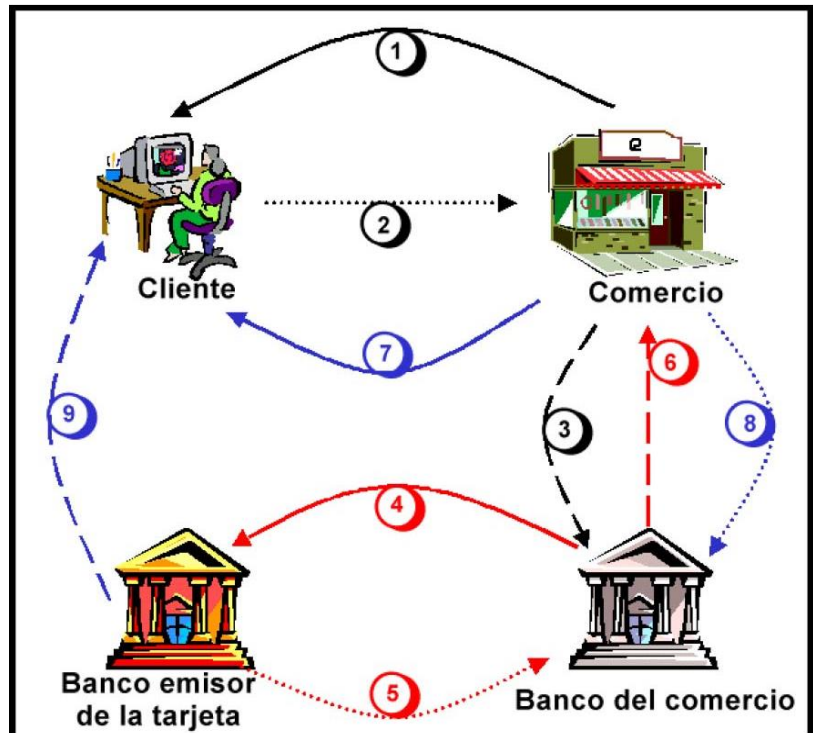 1
@
2
Cliente
Comercio
7
6
9
3
8
4
Banco emisor
de la tarjeta
5
Banco del comercio